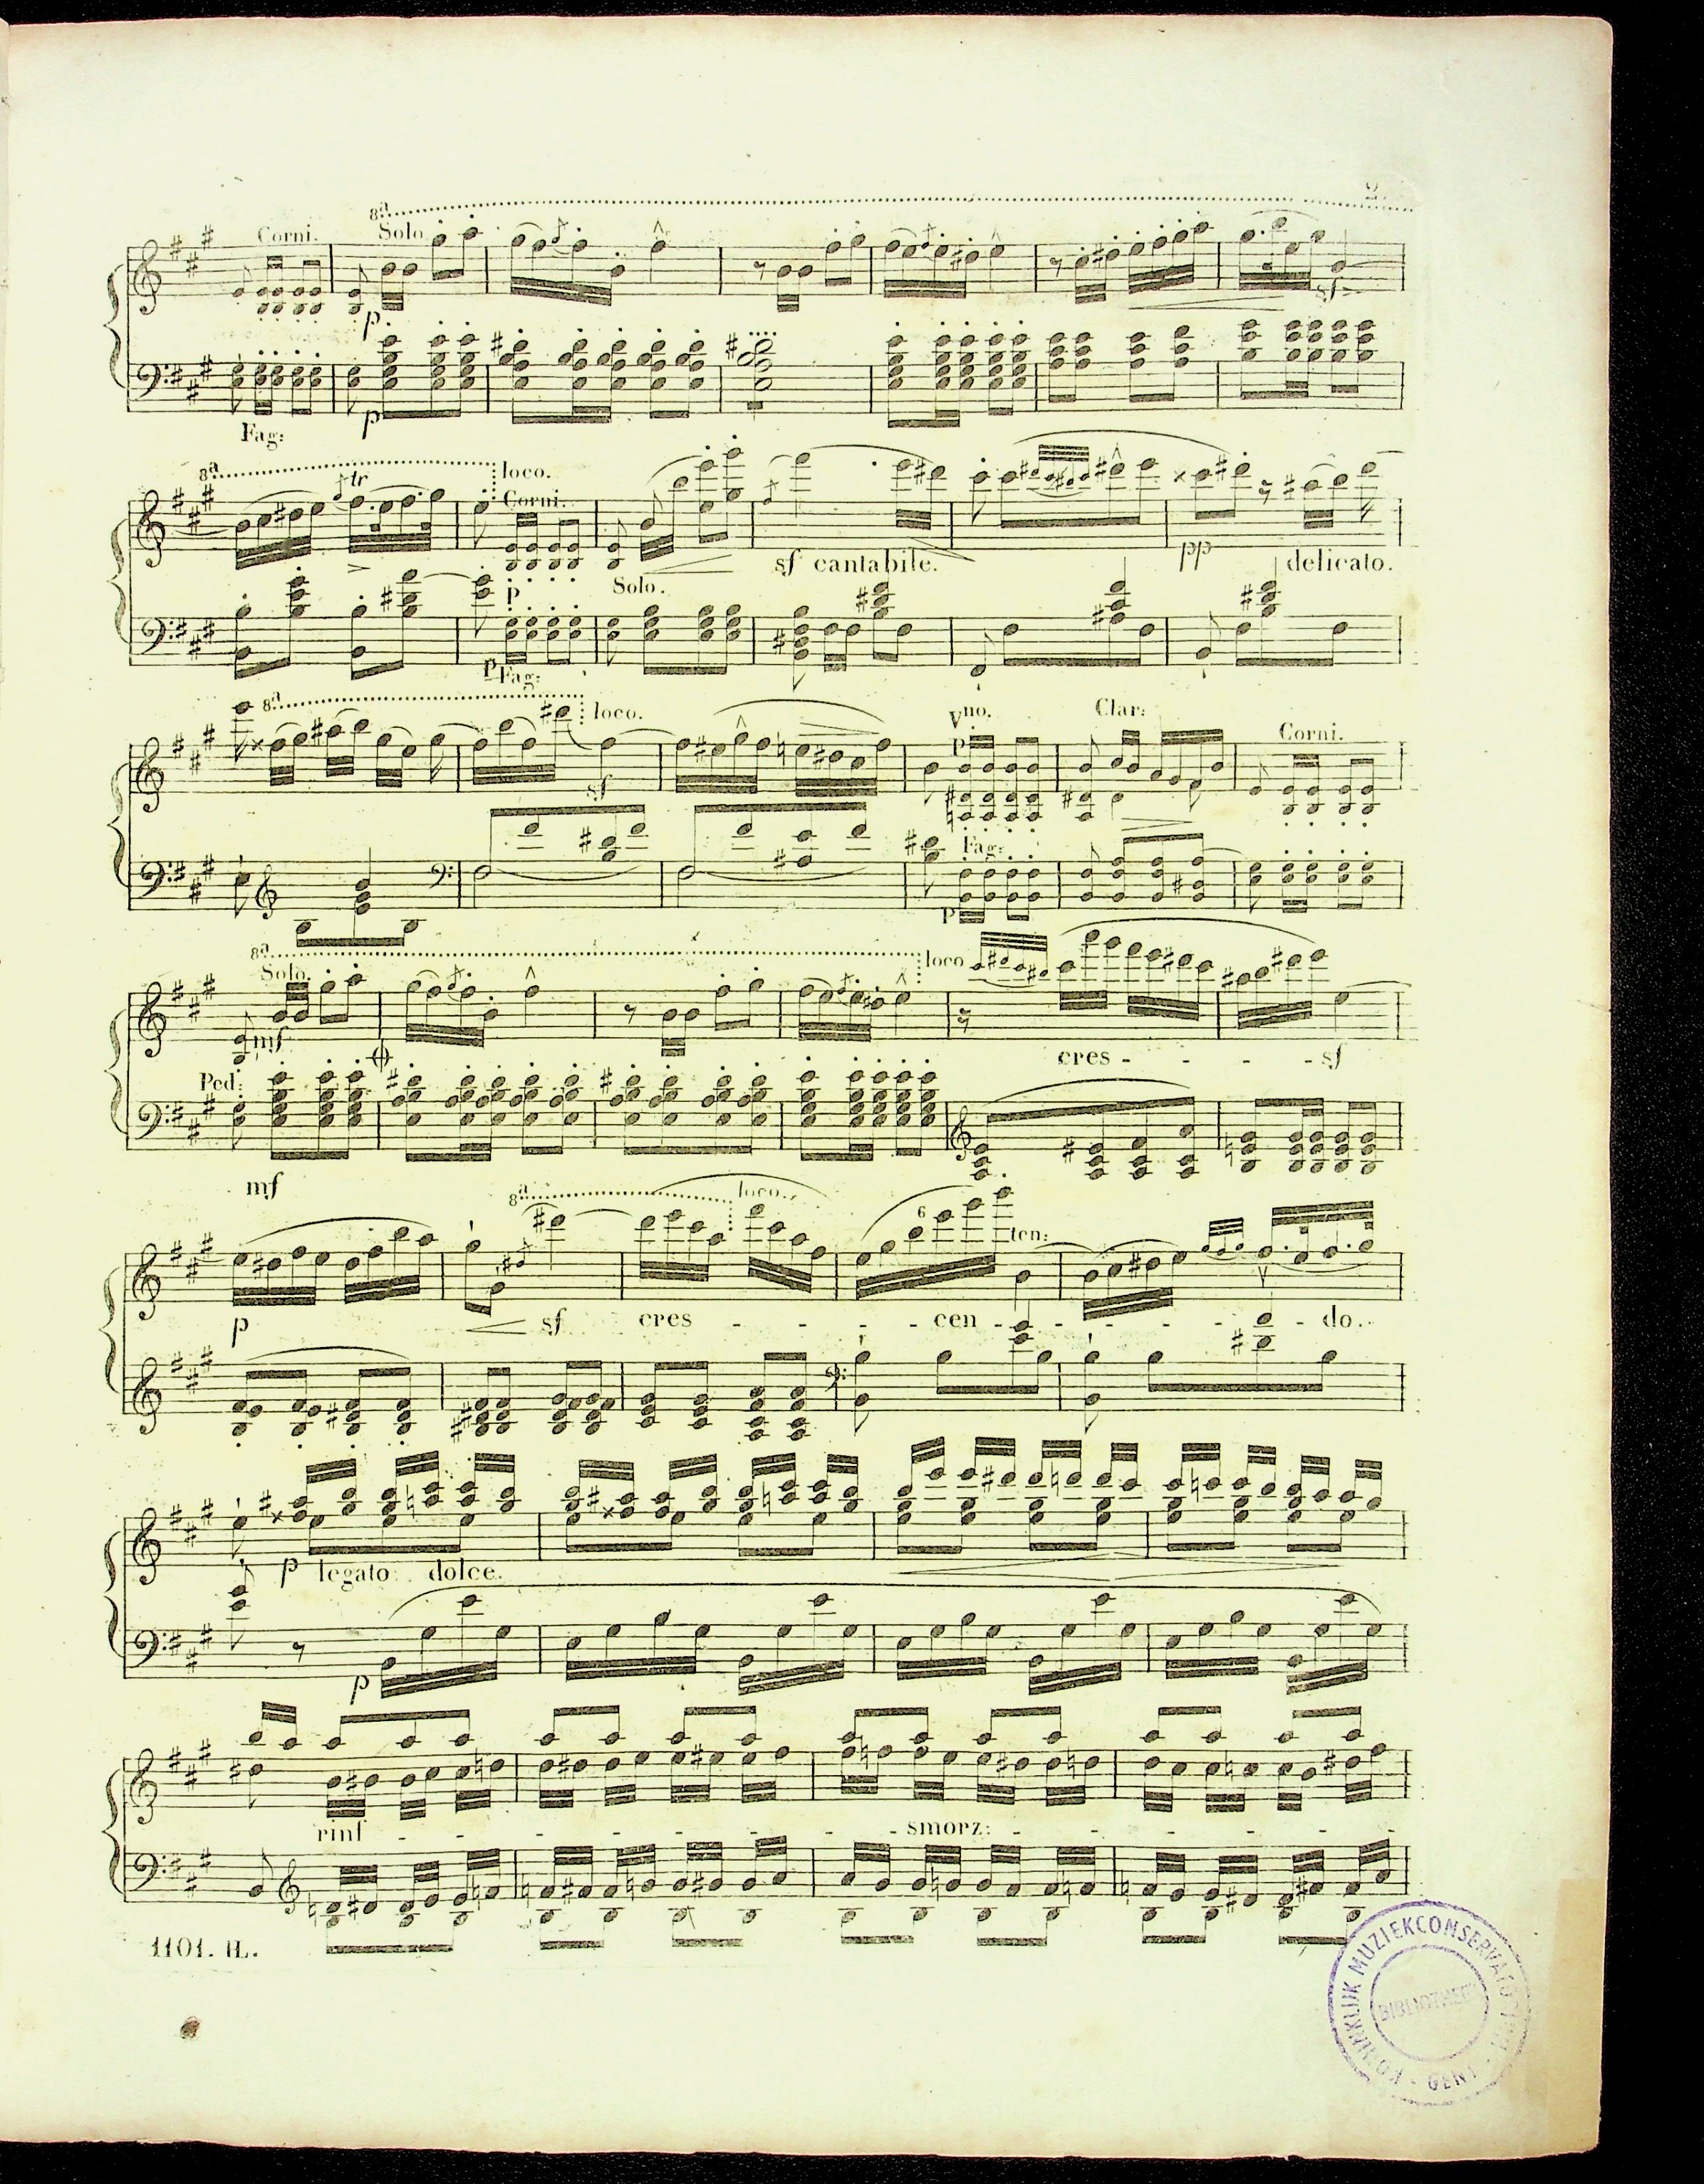 8a
Corni. Solo
p
sf
p
Fag:
8a tr loco.
Corni.
sf cantabile. pp delicato.
p Solo.
p Fag:
8a loco. Vno. Clar: Corni.
p
sf
Fag:
p
8a loco
Solo.
mf cres - - - - sf
Ped:
mf
8a loco. 6 ten:
p sf cres - - - cen - - - - do.
p legato dolce.
p
rinf - - - - - - - smorz: - - - - -
1101. H.
KONINKLIJK MUZIEKCONSERVATORIUM - GENT -
BIBLIOTHEEK